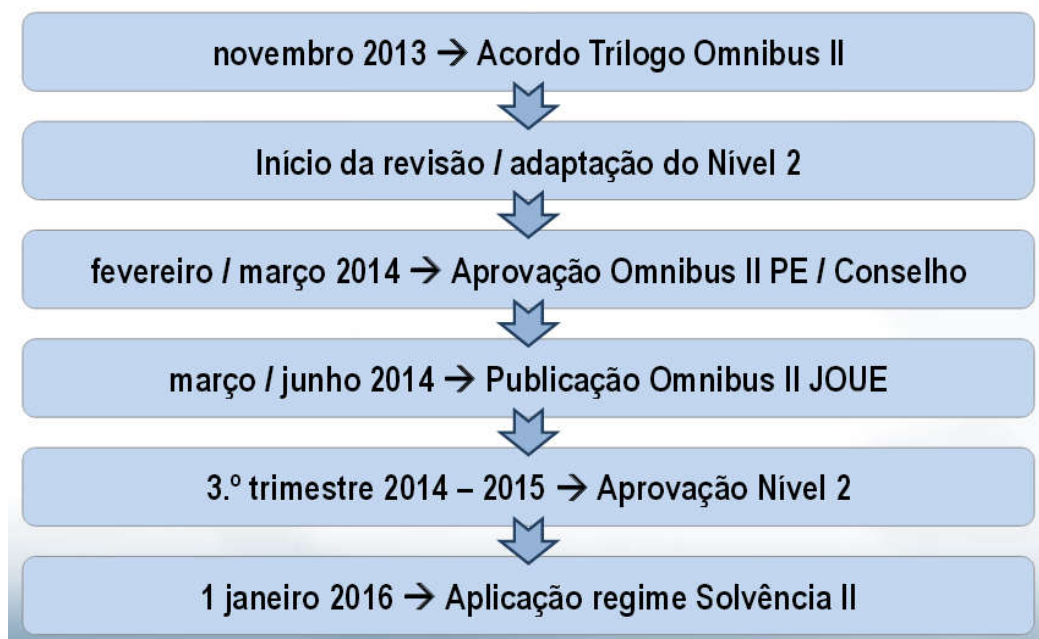 novembro 2013 → Acordo Trílogo Omnibus II
Início da revisão / adaptação do Nível 2
fevereiro / março 2014 → Aprovação Omnibus II PE / Conselho
março / junho 2014 → Publicação Omnibus II JOUE
3.º trimestre 2014 – 2015 → Aprovação Nível 2
1 janeiro 2016 → Aplicação regime Solvência II